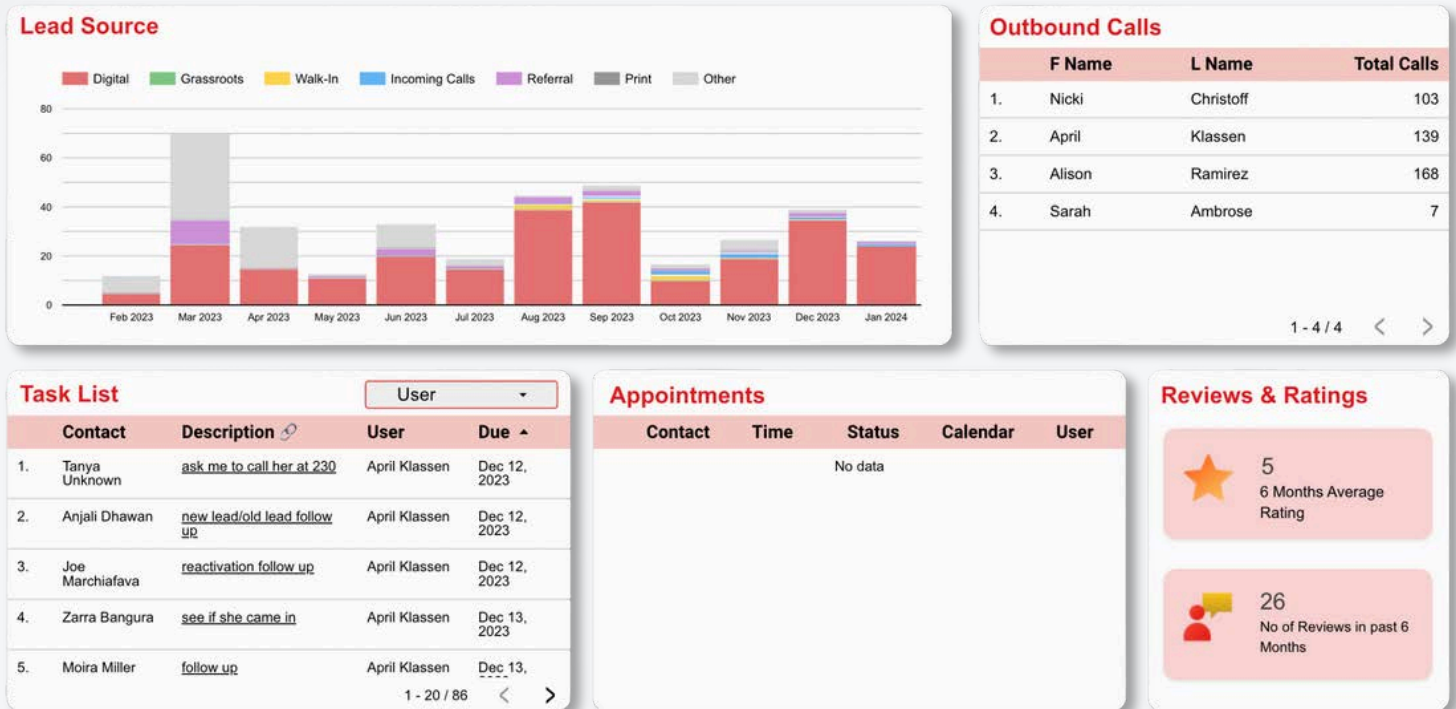 Lead Source
Digital Grassroots Walk-In Incoming Calls Referral Print Other
80
60
40
20
0
Feb 2023 Mar 2023 Apr 2023 May 2023 Jun 2023 Jul 2023 Aug 2023 Sep 2023 Oct 2023 Nov 2023 Dec 2023 Jan 2024
Outbound Calls
F Name L Name Total Calls
1. Nicki Christoff 103
2. April Klassen 139
3. Alison Ramirez 168
4. Sarah Ambrose 7
1 - 4 / 4
Task List
User
Contact Description User Due
1. Tanya Unknown ask me to call her at 230 April Klassen Dec 12, 2023
2. Anjali Dhawan new lead/old lead follow up April Klassen Dec 12, 2023
3. Joe Marchiafava reactivation follow up April Klassen Dec 12, 2023
4. Zarra Bangura see if she came in April Klassen Dec 13, 2023
5. Moira Miller follow up April Klassen Dec 13,
1 - 20 / 86
Appointments
Contact Time Status Calendar User
No data
Reviews & Ratings
5
6 Months Average
Rating
26
No of Reviews in past 6
Months